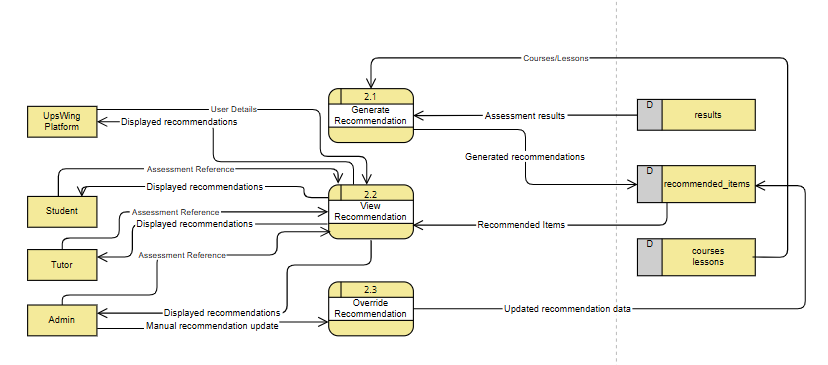 Courses/Lessons
2.1
Generate
Recommendation
D
results
UpsWing
Platform
User Details
Displayed recommendations
Assessment results
Generated recommendations
Assessment Reference
Displayed recommendations
D
recommended_items
Student
2.2
View
Recommendation
Assessment Reference
Displayed recommendations
Recommended Items
Tutor
Assessment Reference
D
courses
lessons
2.3
Override
Recommendation
Admin
Displayed recommendations
Manual recommendation update
Updated recommendation data